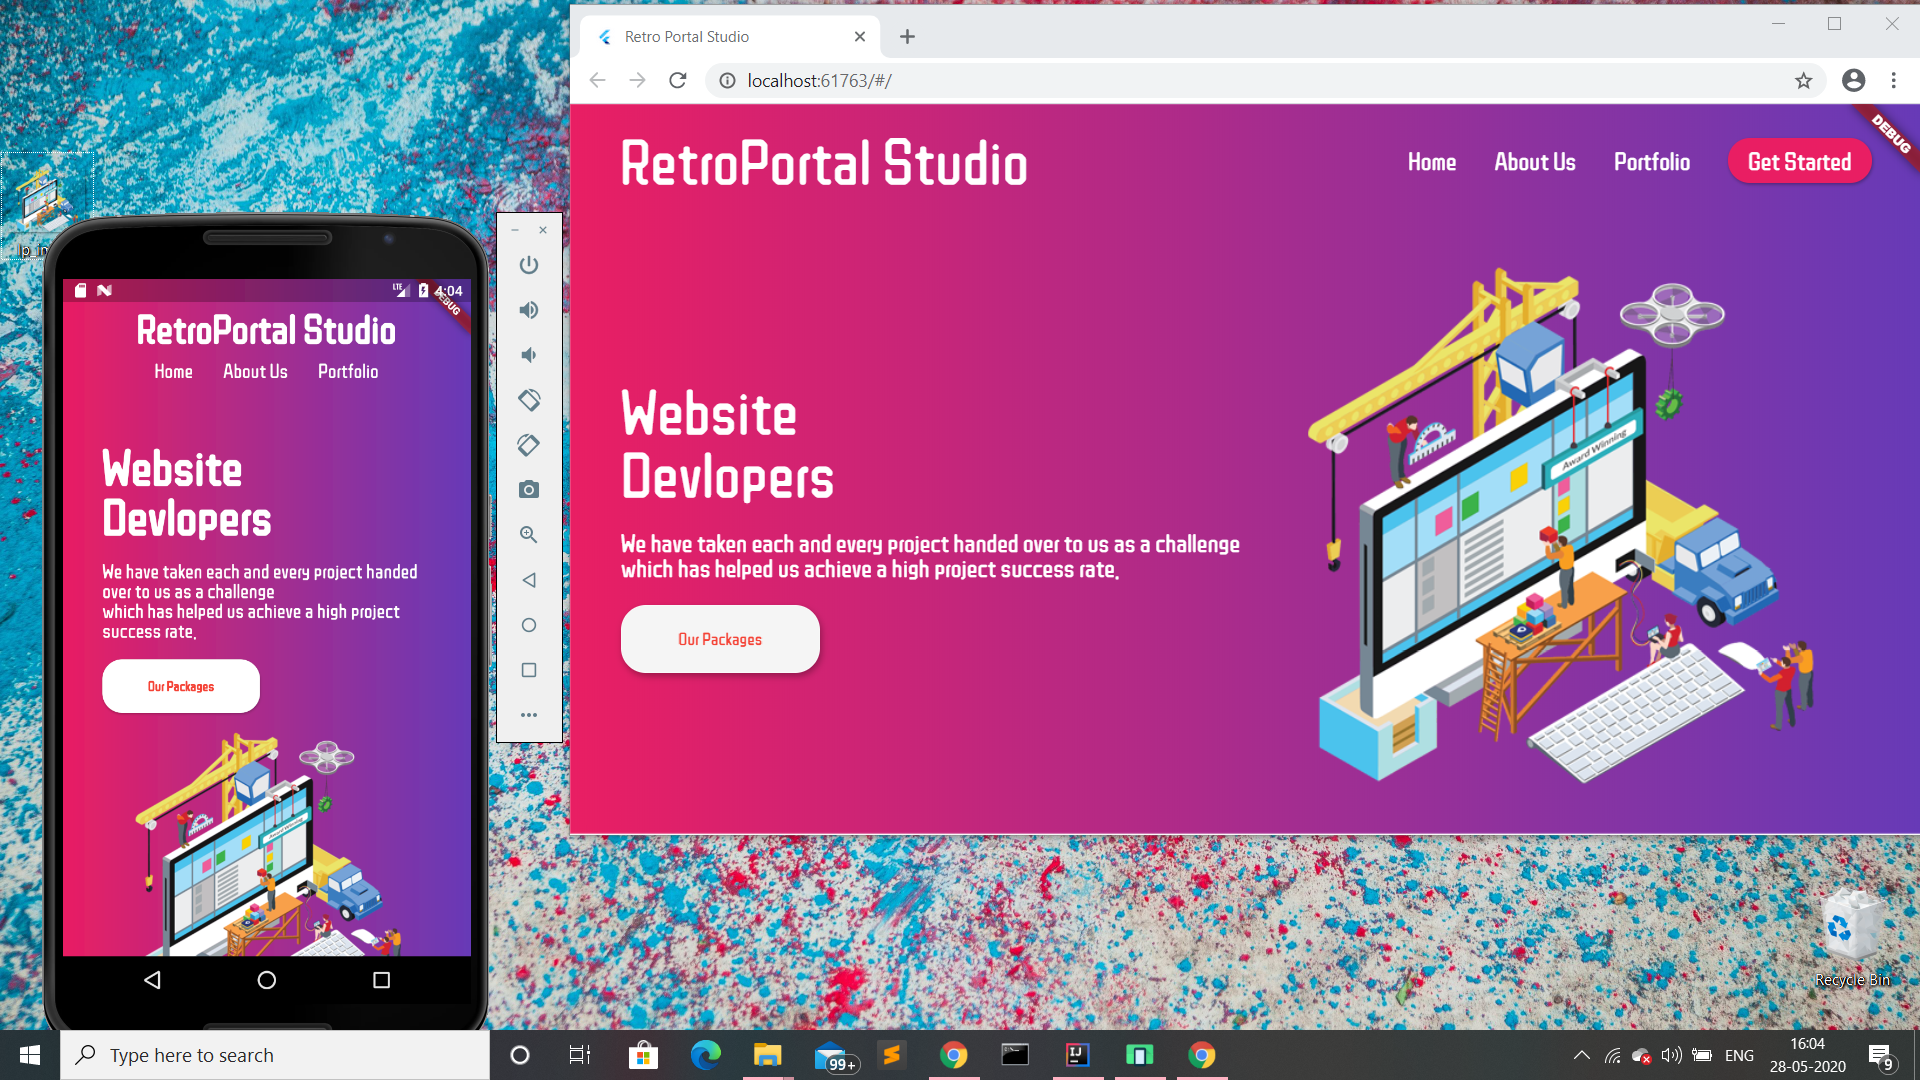 Retro Portal Studio
localhost:61763/#/
DEBUG
RetroPortal Studio
Home
About Us
Portfolio
Get Started
Award Winning
Website
Devlopers
We have taken each and every project handed over to us as a challenge
which has helped us achieve a high project success rate.
Our Packages
LTE
4:04
DEBUG
RetroPortal Studio
Home
About Us
Portfolio
Website
Devlopers
We have taken each and every project handed
over to us as a challenge
which has helped us achieve a high project
success rate.
Our Packages
Award Winning
Recycle Bin
Type here to search
99+
IJ
ENG
16:04
28-05-2020
9